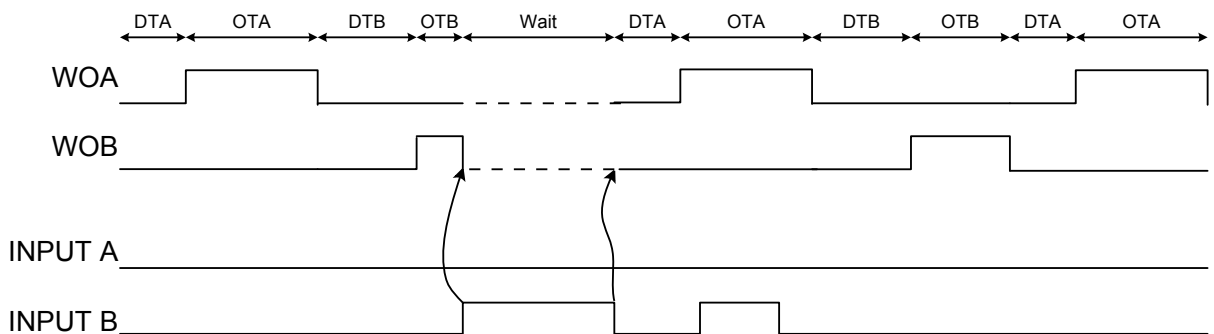 DTA OTA DTB OTB Wait DTA OTA DTB OTB DTA OTA
WOA
WOB
INPUT A
INPUT B